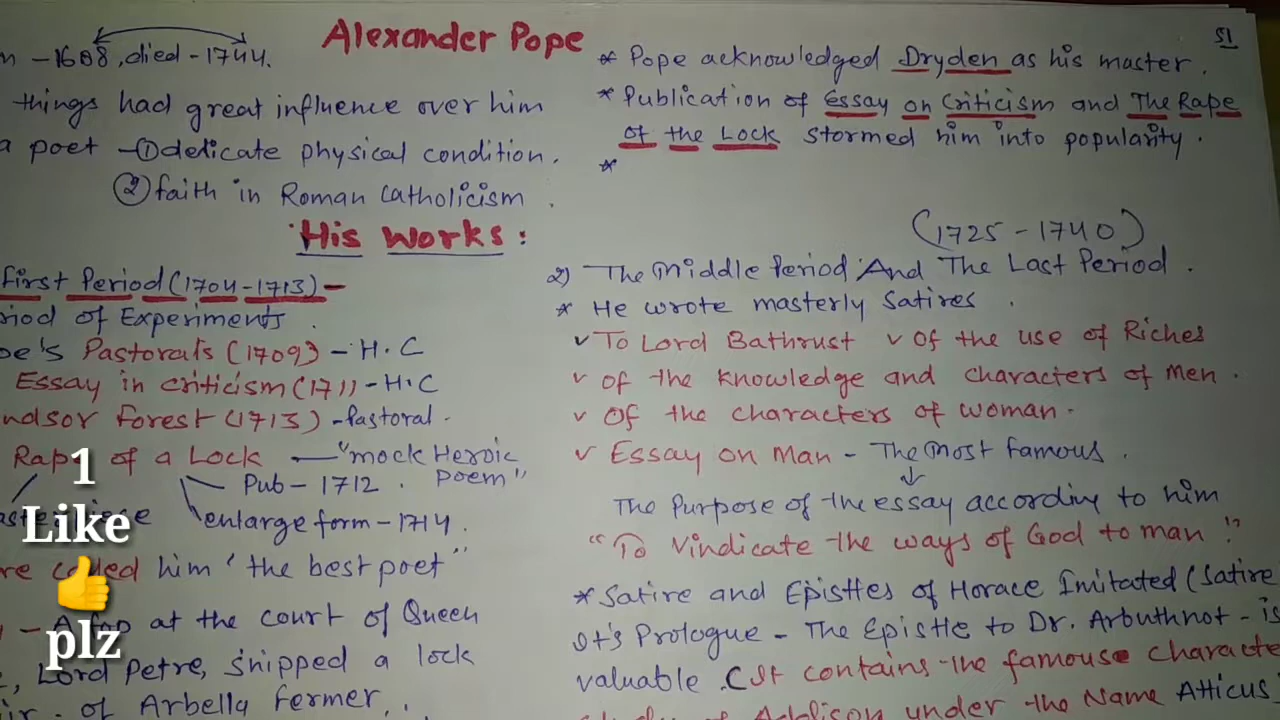 Alexander Pope
51
n - 1688, died - 1744.
things had great influence over him
a poet - ① delicate physical condition.
② faith in Roman Catholicism.
His Works:
First Period (1704-1713) -
riod of Experiments.
pe's Pastorals (1709) - H.C
Essay in criticism (1711 - H.C
ndsor Forest (1713) - Pastoral.
Rape of a Lock - "mock Heroic
Poem"
Pub - 1712.
enlarge form - 1714.
re called him 'the best poet"
at the court of Queen
Lord Petre, snipped a lock
of Arbella Fermer.
* Pope acknowledged Dryden as his master.
* Publication of Essay on Criticism and The Rape
of the Lock stormed him into popularity.
*
(1725 - 1740)
2) The Middle Period And The Last Period.
* He wrote masterly Satires.
✓ To Lord Bathrust ✓ Of the use of Riches
✓ Of the Knowledge and characters of Men.
✓ Of the characters of woman.
✓ Essay on Man - The Most famous.
The Purpose of the essay according to him
"To Vindicate the ways of God to man!"
* Satire and Epistles of Horace Imitated (Satire
It's Prologue - The Epistle to Dr. Arbuthnot - is
valuable. (It contains the famous characte
of Addison under the Name Atticus
1
Like
👍
plz